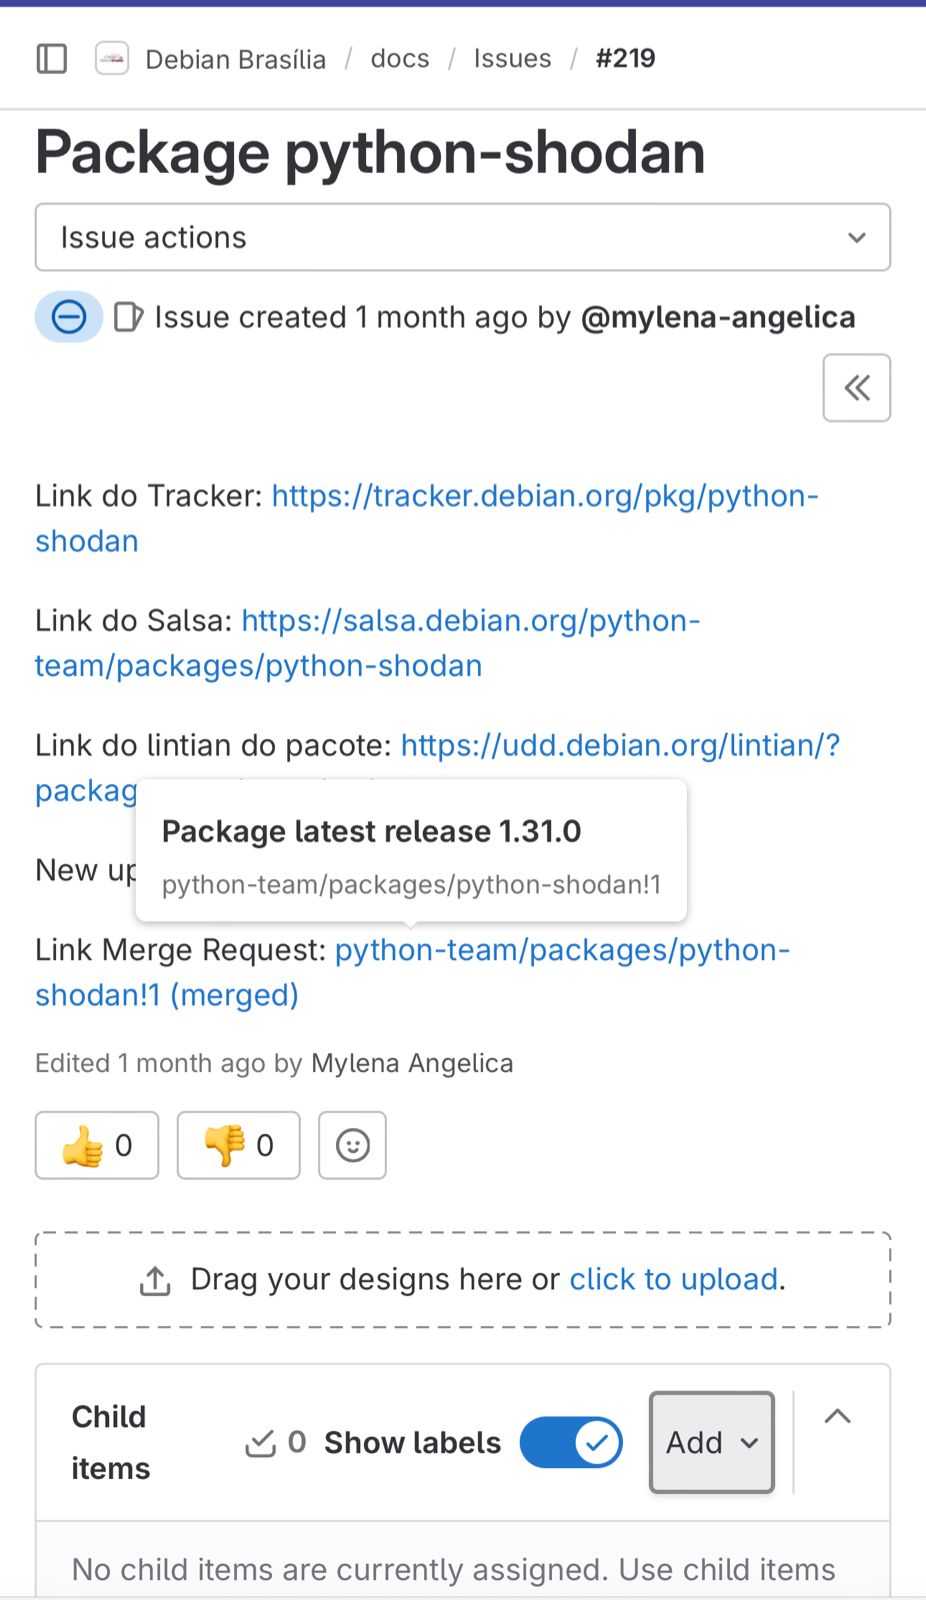 Debian Brasília / docs / Issues / #219
Package python-shodan
Issue actions
Issue created 1 month ago by @mylena-angelica
Link do Tracker: https://tracker.debian.org/pkg/python-
shodan
Link do Salsa: https://salsa.debian.org/python-
team/packages/python-shodan
Link do lintian do pacote: https://udd.debian.org/lintian/?
packag
Package latest release 1.31.0
New up
python-team/packages/python-shodan!1
Link Merge Request: python-team/packages/python-
shodan!1 (merged)
Edited 1 month ago by Mylena Angelica
👍 0 👎 0
Drag your designs here or click to upload.
Child
items
0 Show labels Add
No child items are currently assigned. Use child items